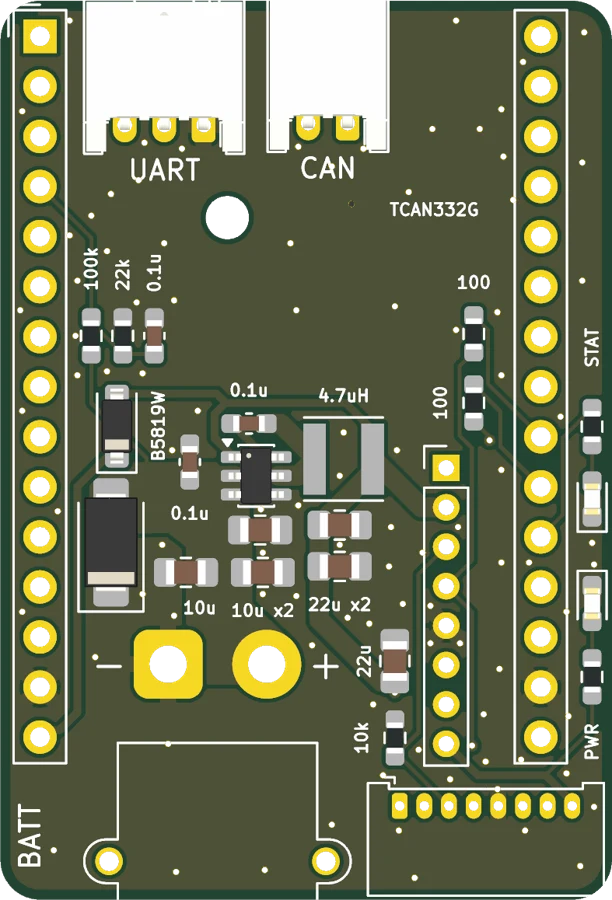 UART
CAN
TCAN332G
100k
22k
0.1u
100
STAT
100
B5819W
0.1u
4.7uH
0.1u
10u
10u x2
22u x2
−
+
22u
10k
PWR
BATT